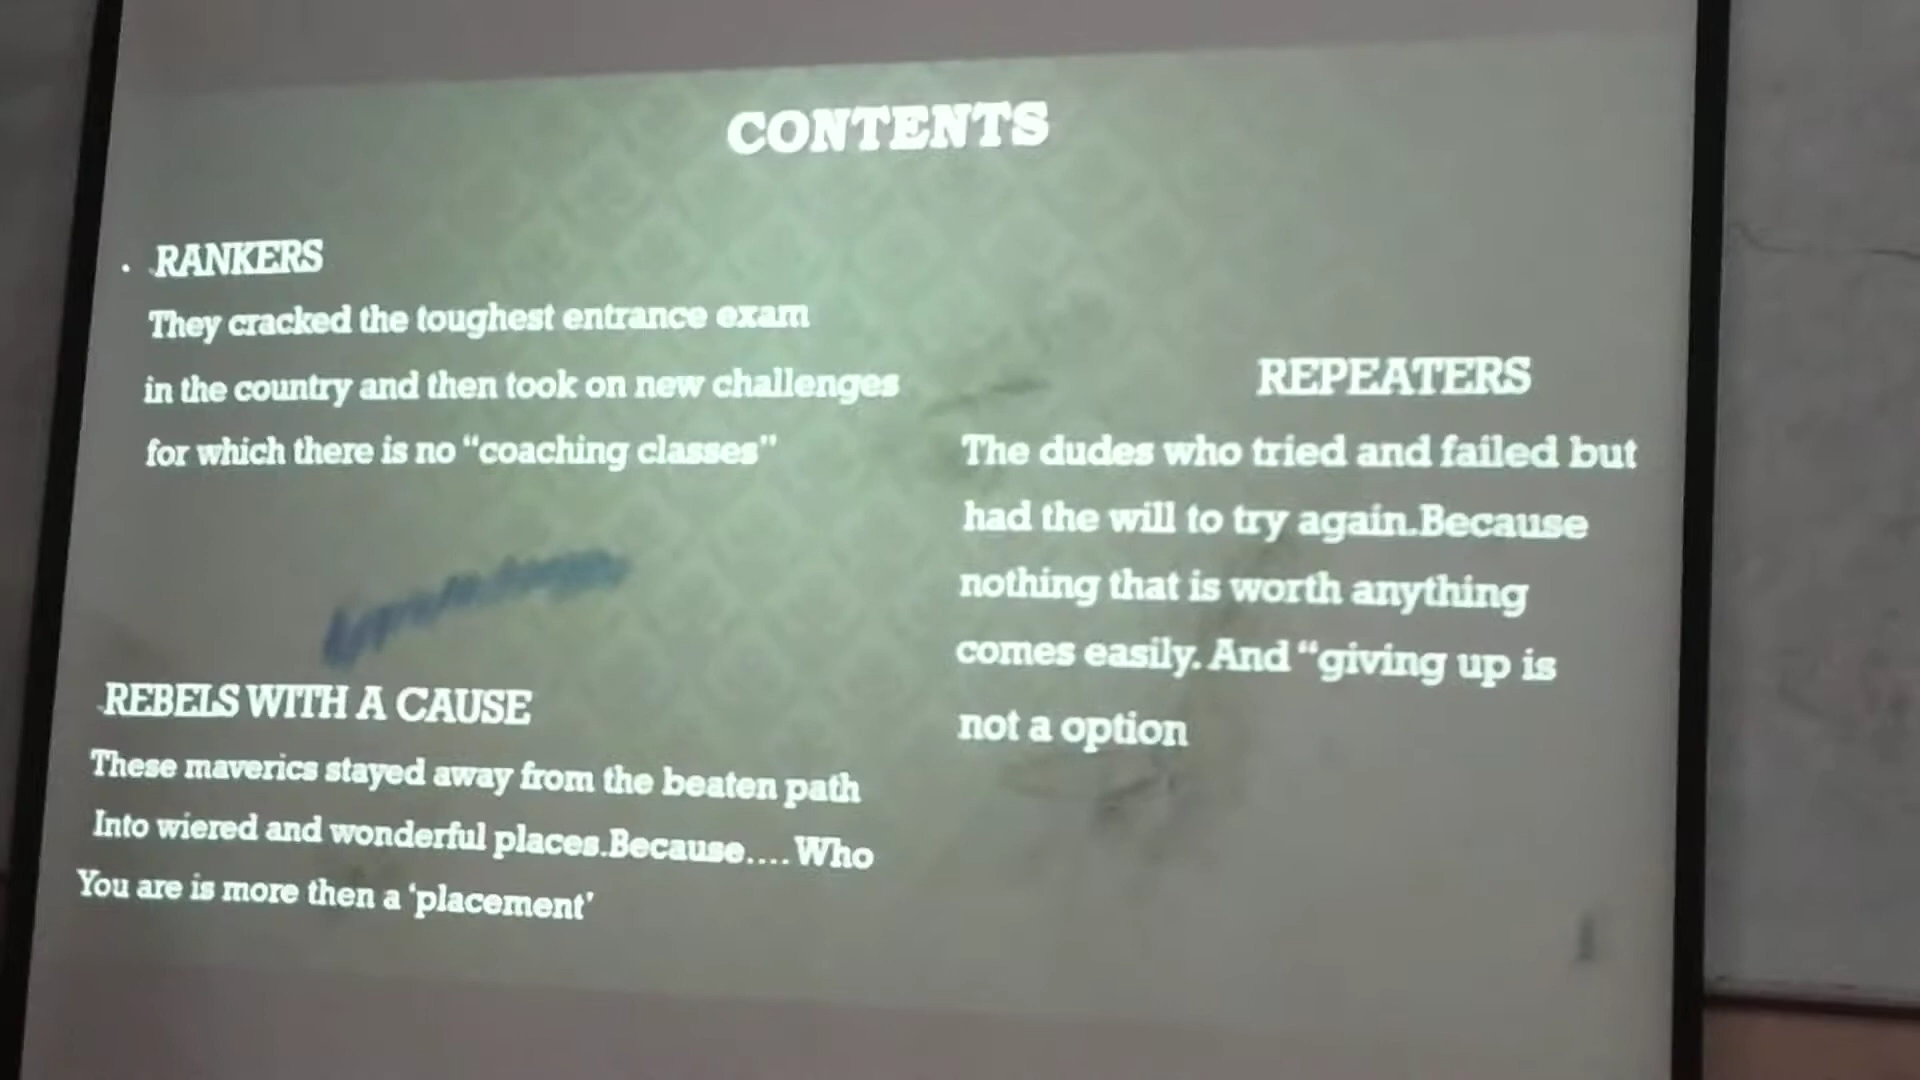 CONTENTS
. RANKERS
They cracked the toughest entrance exam
in the country and then took on new challenges
for which there is no “coaching classes”
REBELS WITH A CAUSE
These maverics stayed away from the beaten path
Into wiered and wonderful places.Because.... Who
You are is more then a ‘placement’
REPEATERS
The dudes who tried and failed but
had the will to try again.Because
nothing that is worth anything
comes easily. And “giving up is
not a option